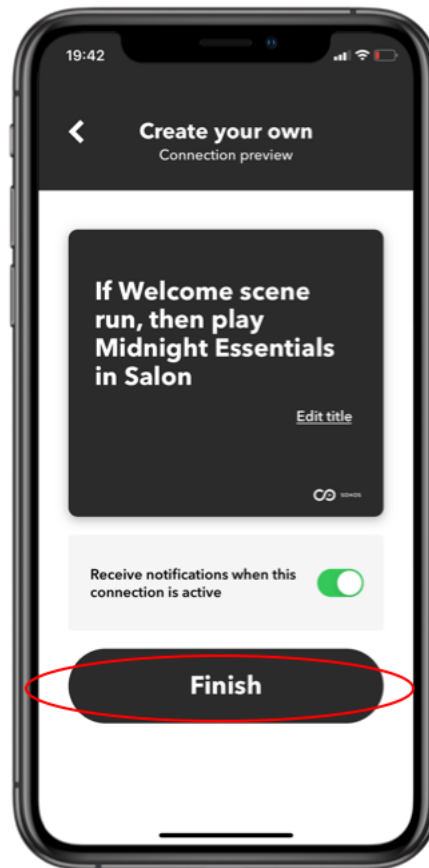 19:42
Create your own
Connection preview
If Welcome scene
run, then play
Midnight Essentials
in Salon
Edit title
SONOS
Receive notifications when this
connection is active
Finish